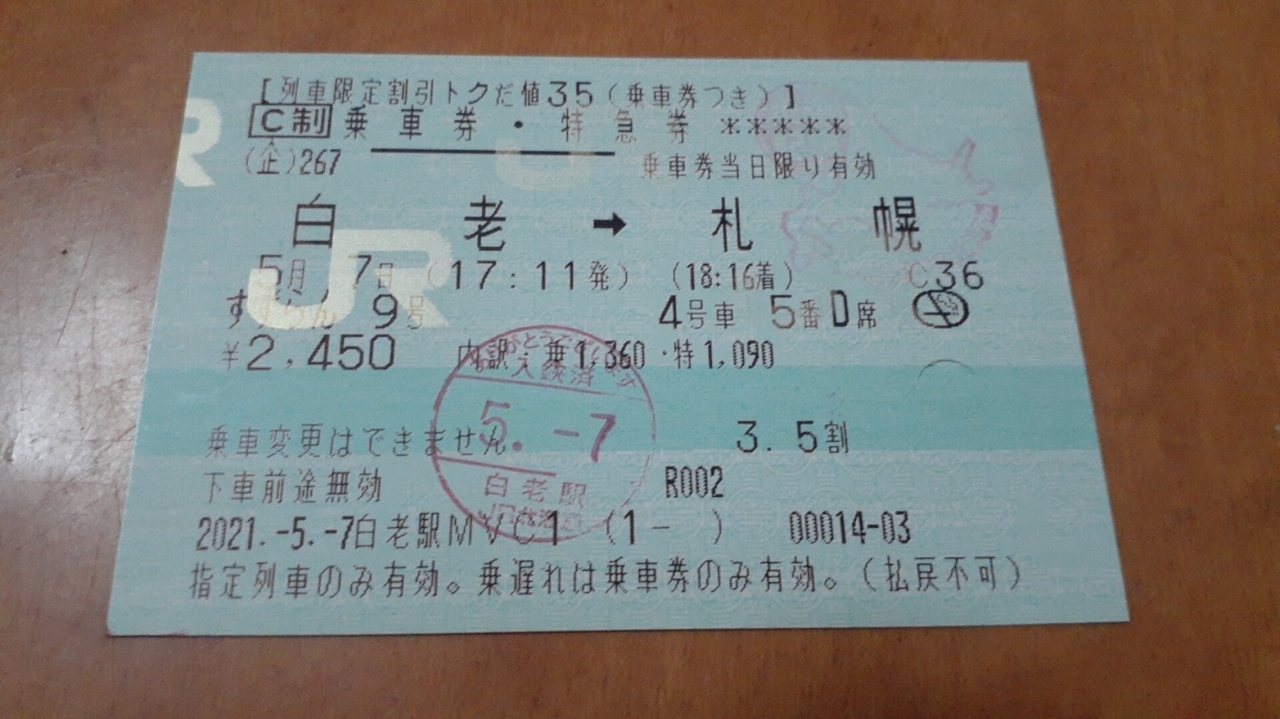 [列車限定割引トクだ値35(乗車券つき)]
C制 乗車券・特急券 *****
(企)267 乗車券当日限り有効
白老 → 札幌
5月 7日 (17:11発) (18:16着) C36
すずらん 9号 4号車 5番D席
¥2,450 内訳・乗1,360・特1,090
入鋏済
5.-7
乗車変更はできません 3.5割
白老駅
下車前途無効 R002
2021.-5.-7白老駅MVC1 (1- ) 00014-03
指定列車のみ有効。乗遅れは乗車券のみ有効。(払戻不可)
JR